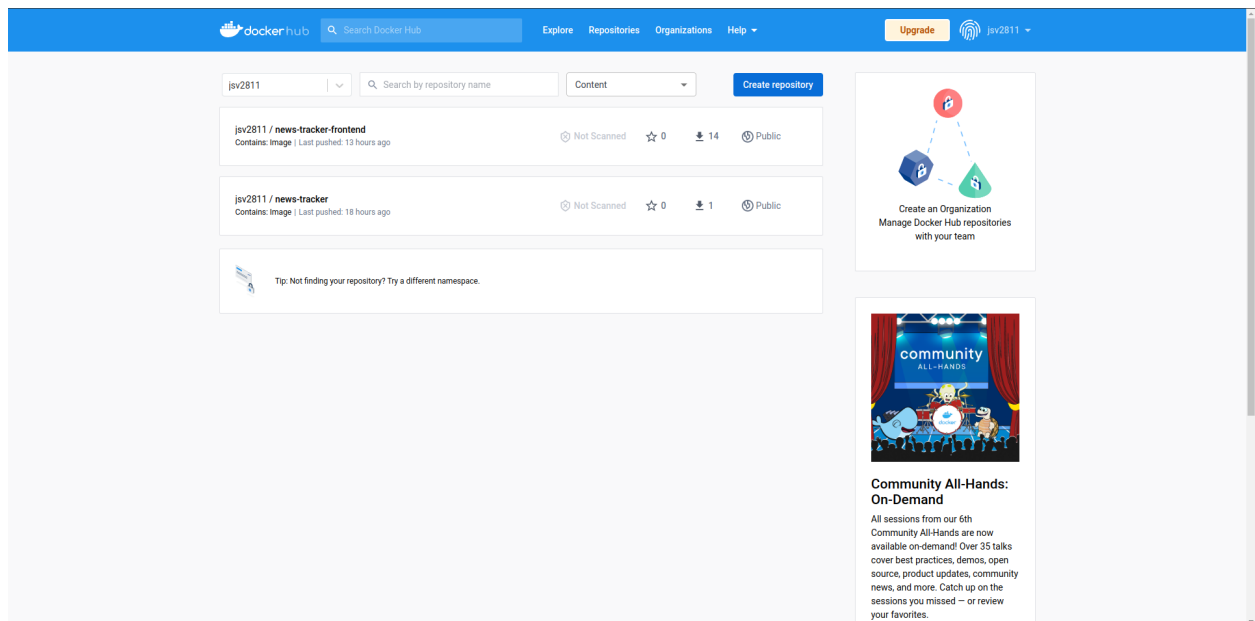 dockerhub
Search Docker Hub
Explore Repositories Organizations Help
Upgrade
jsv2811
jsv2811
Search by repository name
Content
Create repository
jsv2811 / news-tracker-frontend
Contains: Image | Last pushed: 13 hours ago
Not Scanned 0 14 Public
jsv2811 / news-tracker
Contains: Image | Last pushed: 18 hours ago
Not Scanned 0 1 Public
Tip: Not finding your repository? Try a different namespace.
Create an Organization
Manage Docker Hub repositories
with your team
community
ALL-HANDS
docker
Community All-Hands:
On-Demand
All sessions from our 6th
Community All-Hands are now
available on-demand! Over 35 talks
cover best practices, demos, open
source, product updates, community
news, and more. Catch up on the
sessions you missed — or review
your favorites.